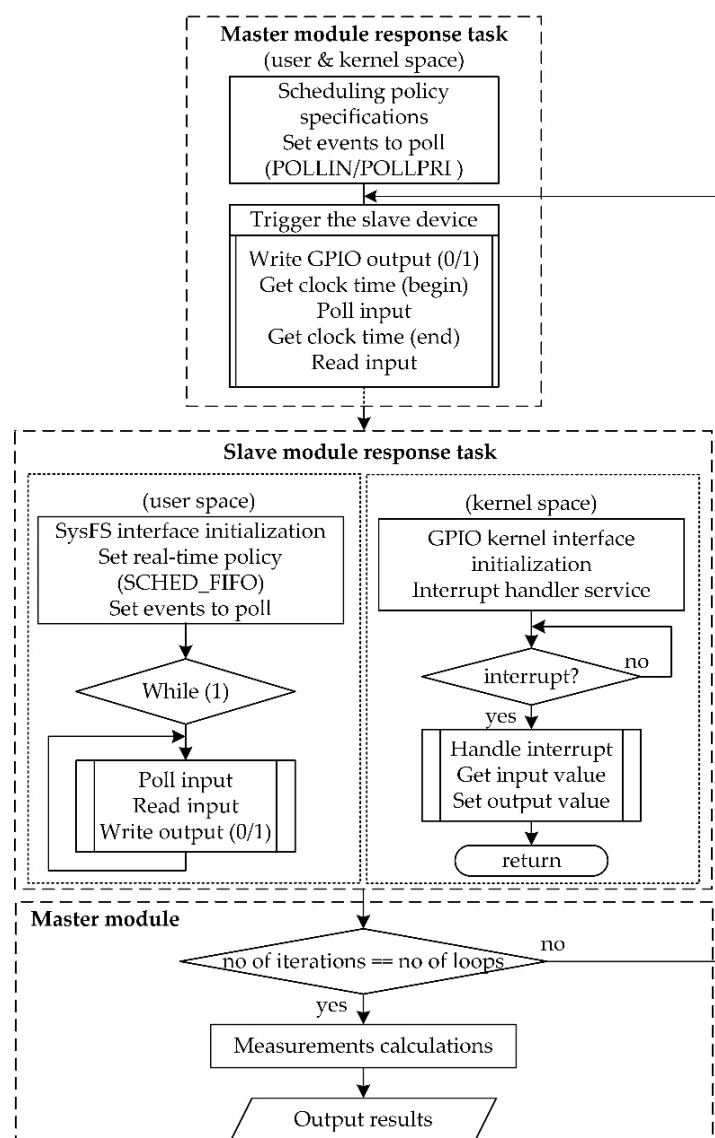 Master module response task
(user & kernel space)
Scheduling policy
specifications
Set events to poll
(POLLIN/POLLPRI )
Trigger the slave device
Write GPIO output (0/1)
Get clock time (begin)
Poll input
Get clock time (end)
Read input
Slave module response task
(user space)
SysFS interface initialization
Set real-time policy
(SCHED_FIFO)
Set events to poll
While (1)
Poll input
Read input
Write output (0/1)
(kernel space)
GPIO kernel interface
initialization
Interrupt handler service
interrupt?
no
yes
Handle interrupt
Get input value
Set output value
return
Master module
no of iterations == no of loops
no
yes
Measurements calculations
Output results